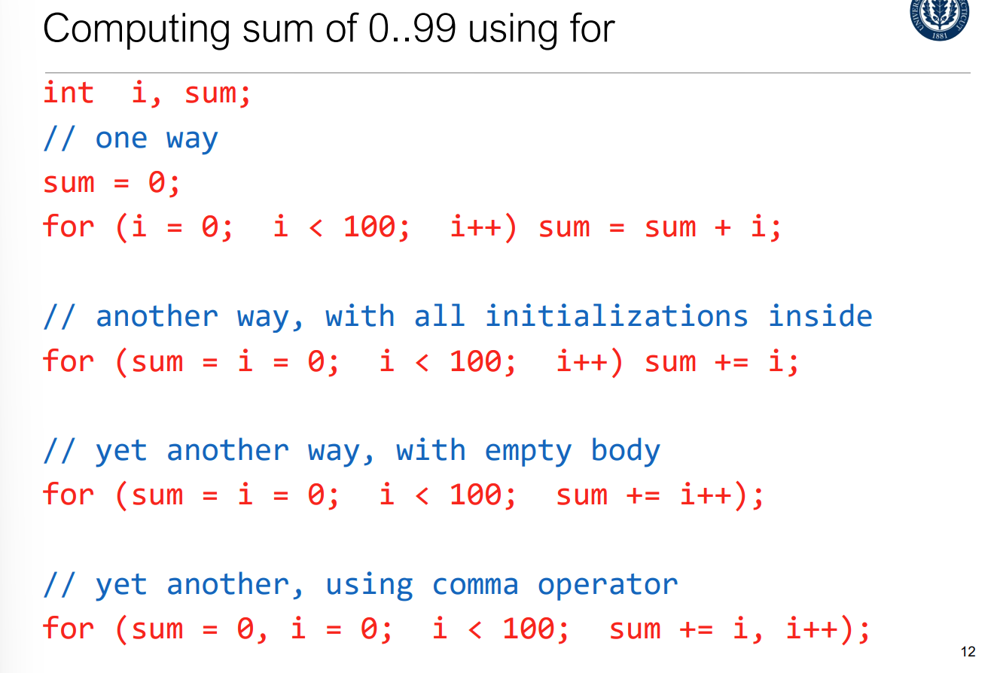 Computing sum of 0..99 using for
1881
int  i, sum;
// one way
sum = 0;
for (i = 0;  i < 100;  i++) sum = sum + i;
// another way, with all initializations inside
for (sum = i = 0;  i < 100;  i++) sum += i;
// yet another way, with empty body
for (sum = i = 0;  i < 100;  sum += i++);
// yet another, using comma operator
for (sum = 0, i = 0;  i < 100;  sum += i, i++);
12